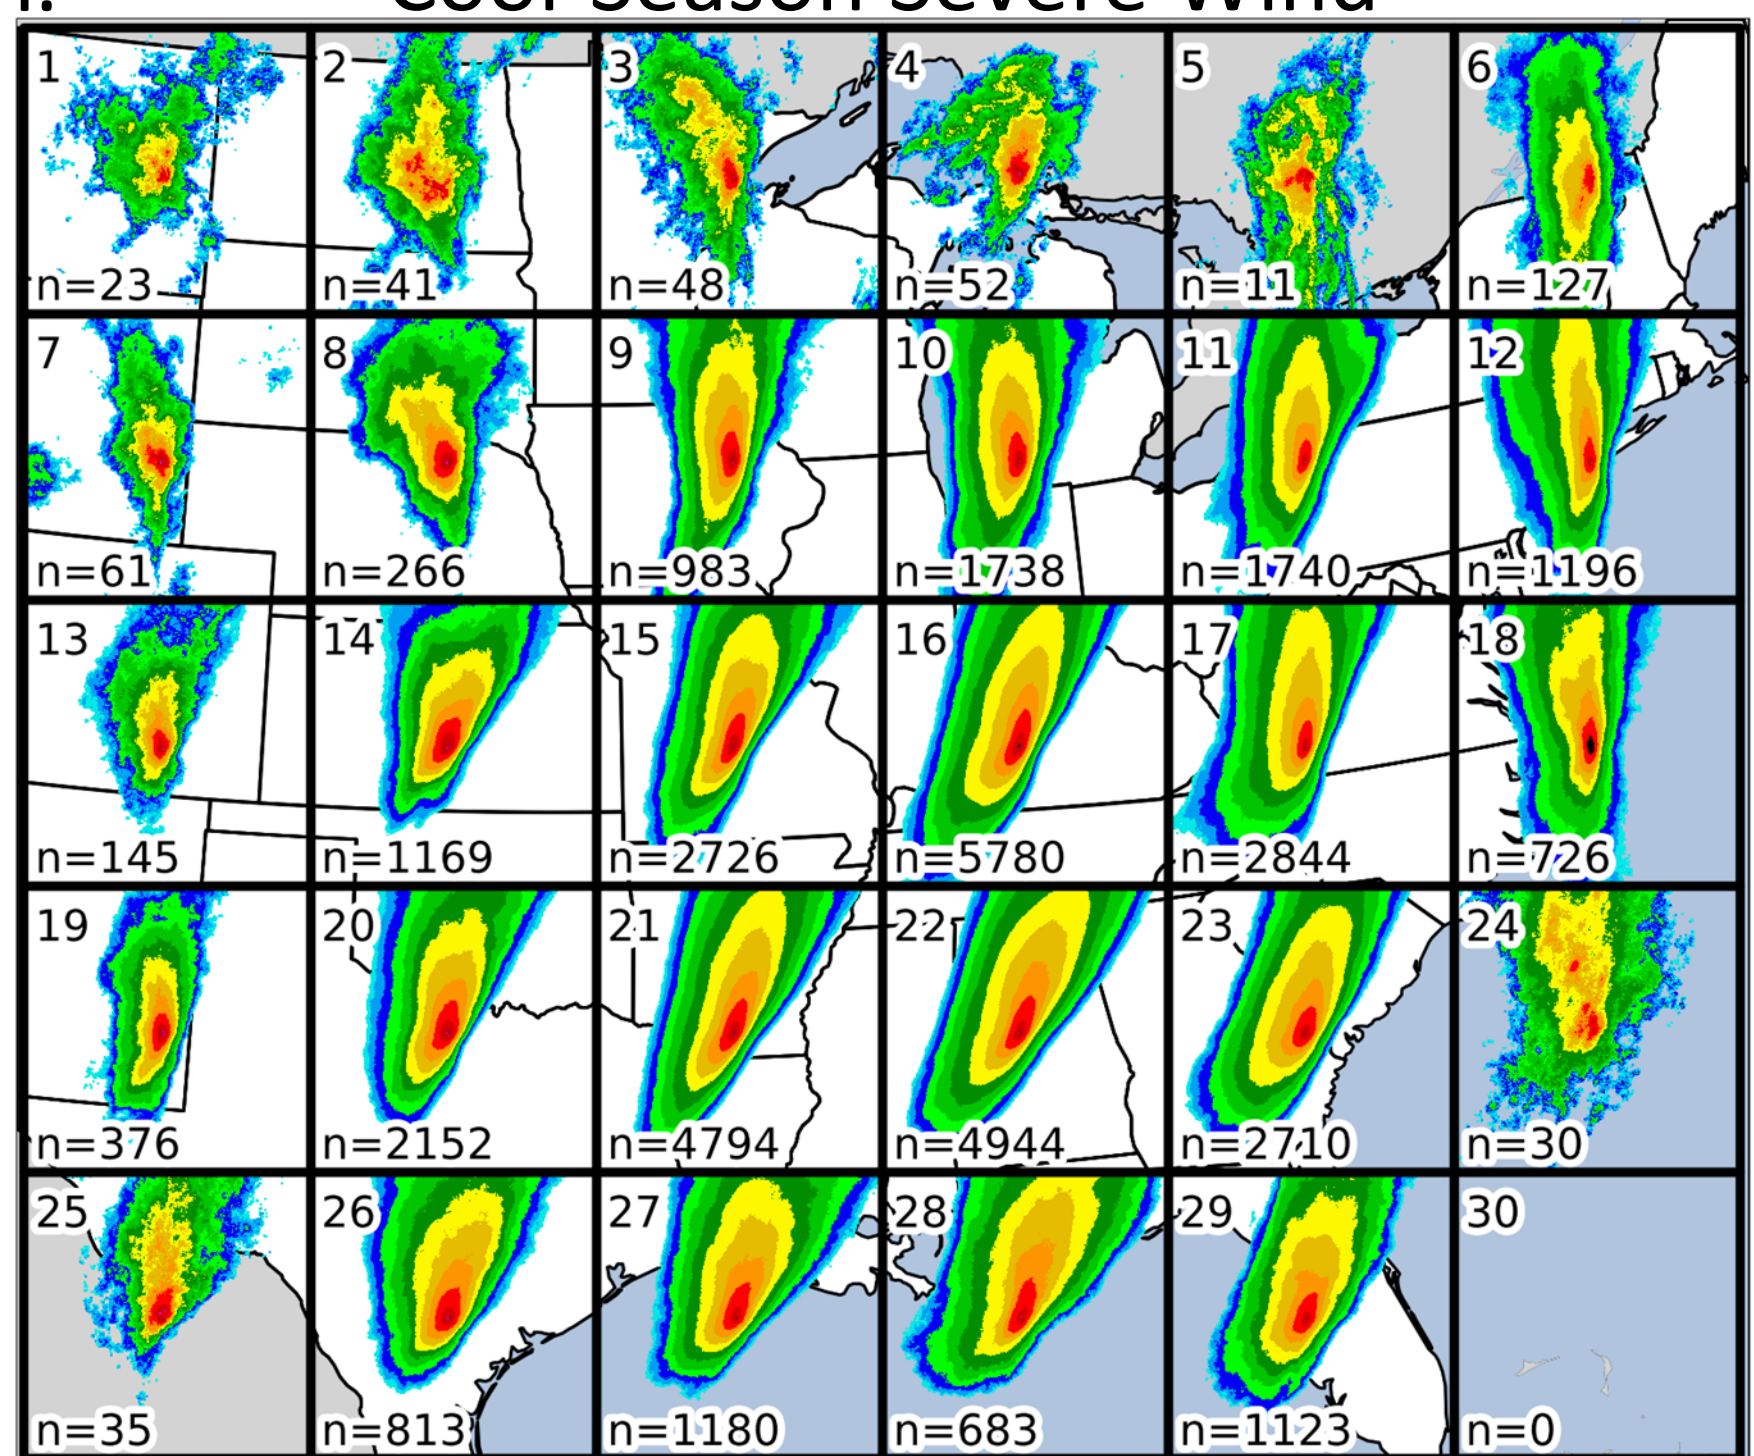 Cool Season Severe Wind
1 2 3 4 5 6
n=23 n=41 n=48 n=52 n=11 n=127
7 8 9 10 11 12
n=61 n=266 n=983 n=1738 n=1740 n=1196
13 14 15 16 17 18
n=145 n=1169 n=2726 n=5780 n=2844 n=726
19 20 21 22 23 24
n=376 n=2152 n=4794 n=4944 n=2710 n=30
25 26 27 28 29 30
n=35 n=813 n=1180 n=683 n=1123 n=0